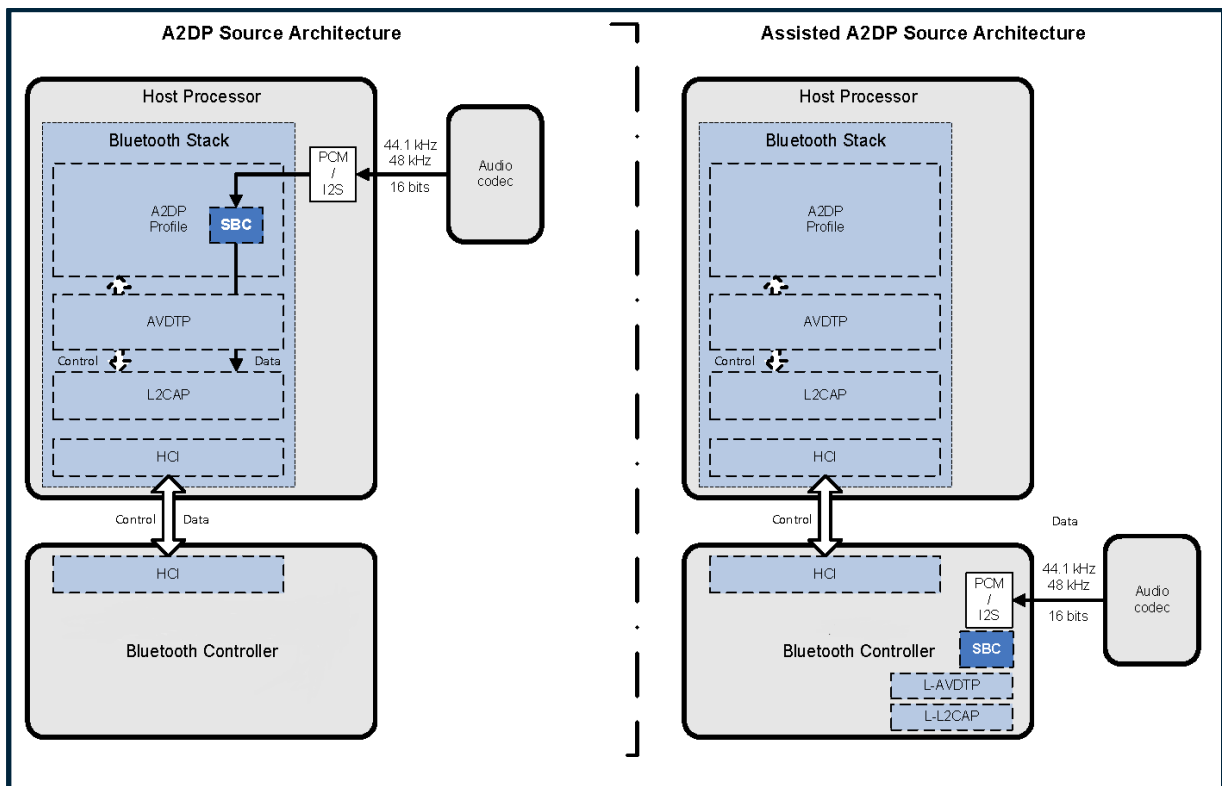 A2DP Source Architecture
Host Processor
Bluetooth Stack
A2DP
Profile
SBC
PCM
/
I2S
44.1 kHz
48 kHz
16 bits
Audio
codec
AVDTP
Control
Data
L2CAP
HCI
Control
Data
HCI
Bluetooth Controller
Assisted A2DP Source Architecture
Host Processor
Bluetooth Stack
A2DP
Profile
AVDTP
Control
L2CAP
HCI
Control
Data
HCI
PCM
/
I2S
44.1 kHz
48 kHz
16 bits
Audio
codec
Bluetooth Controller
SBC
L-AVDTP
L-L2CAP